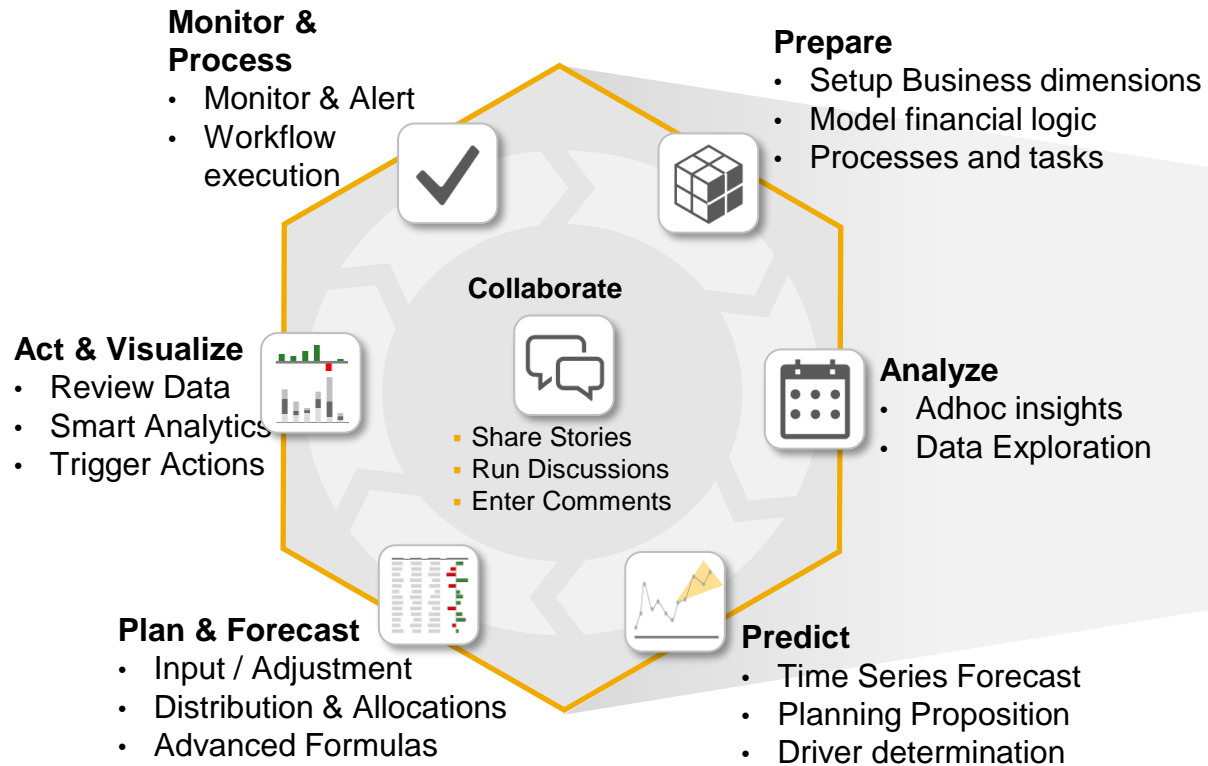 Monitor &
Process
• Monitor & Alert
• Workflow
execution
Prepare
• Setup Business dimensions
• Model financial logic
• Processes and tasks
Collaborate
▪ Share Stories
▪ Run Discussions
▪ Enter Comments
Act & Visualize
• Review Data
• Smart Analytics
• Trigger Actions
Analyze
• Adhoc insights
• Data Exploration
Plan & Forecast
• Input / Adjustment
• Distribution & Allocations
• Advanced Formulas
Predict
• Time Series Forecast
• Planning Proposition
• Driver determination